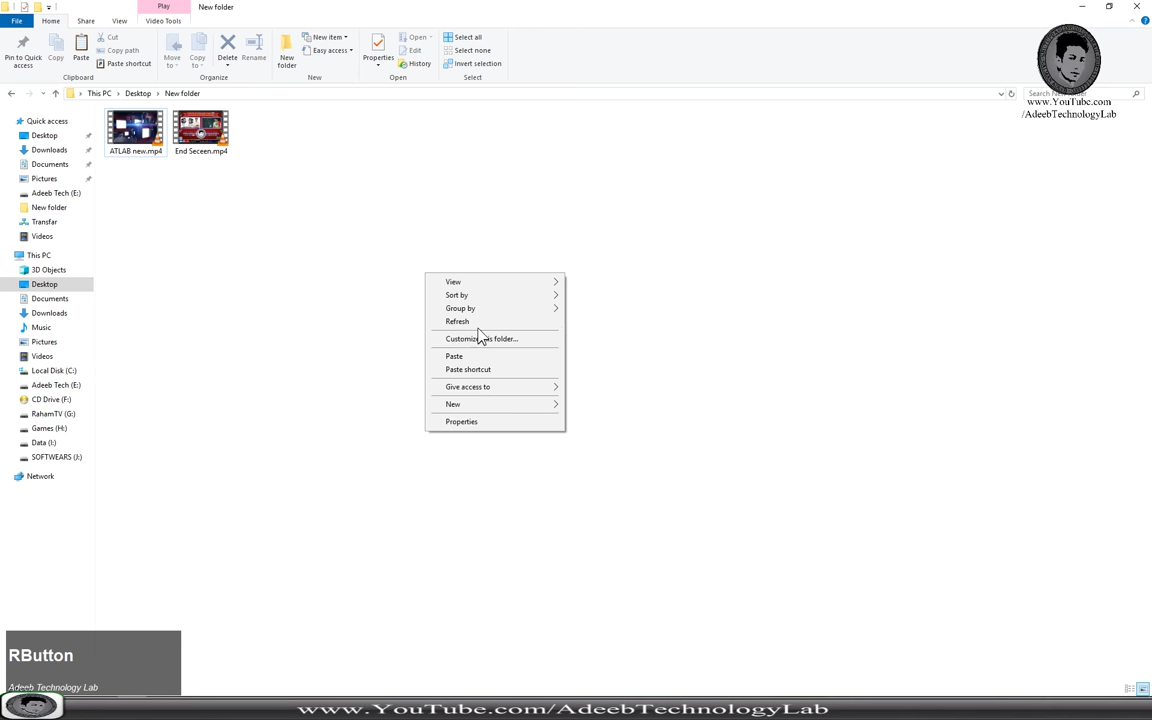 Play
New folder
File
Home
Share
View
Video Tools
Pin to Quick access
Copy
Paste
Cut
Copy path
Paste shortcut
Clipboard
Move to
Copy to
Delete
Rename
Organize
New folder
New item
Easy access
New
Properties
Open
Edit
History
Open
Select all
Select none
Invert selection
Select
This PC
Desktop
New folder
Search New folder
www.YouTube.com
/AdeebTechnologyLab
Quick access
Desktop
Downloads
Documents
Pictures
Adeeb Tech (E:)
New folder
Transfar
Videos
This PC
3D Objects
Desktop
Documents
Downloads
Music
Pictures
Videos
Local Disk (C:)
Adeeb Tech (E:)
CD Drive (F:)
RahamTV (G:)
Games (H:)
Data (I:)
SOFTWEARS (J:)
Network
ATLAB new.mp4
End Seceen.mp4
View
Sort by
Group by
Refresh
Customize this folder...
Paste
Paste shortcut
Give access to
New
Properties
RButton
Adeeb Technology Lab
www.YouTube.com/AdeebTechnologyLab